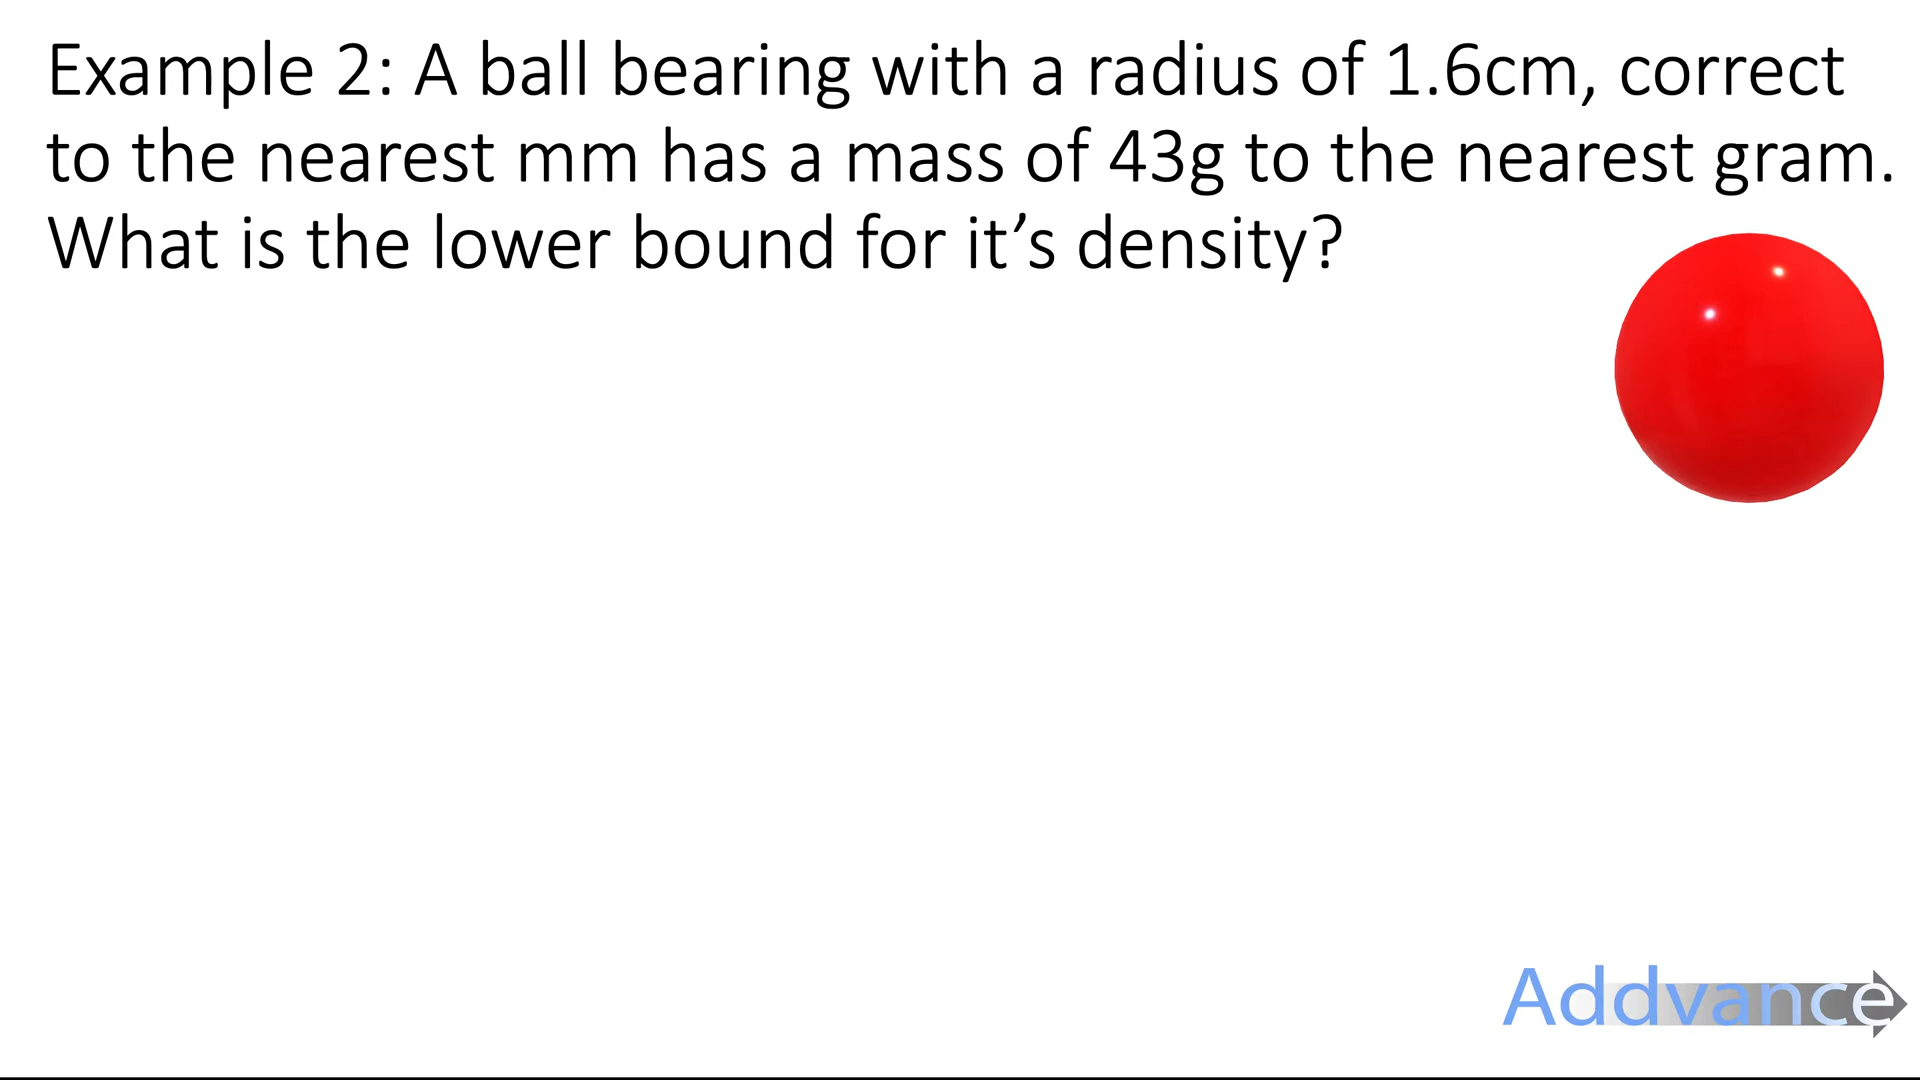 Example 2: A ball bearing with a radius of 1.6cm, correct
to the nearest mm has a mass of 43g to the nearest gram.
What is the lower bound for it’s density?
Addvance